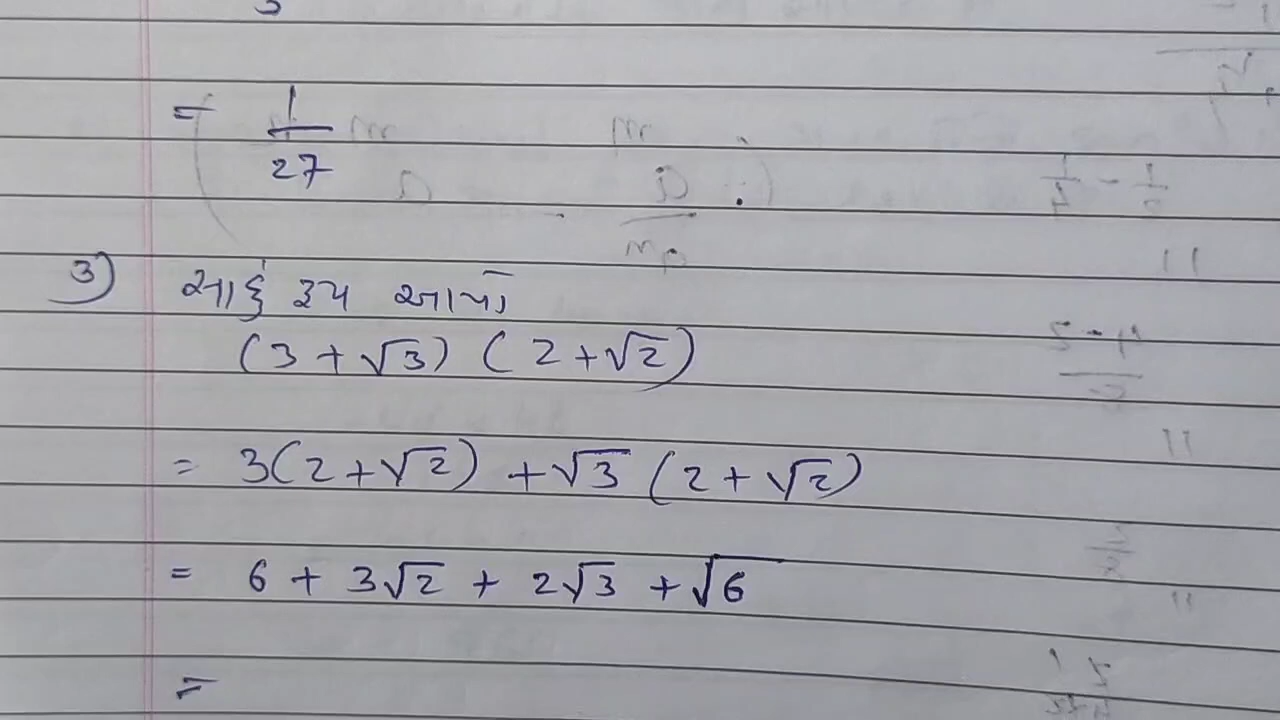 = 1/27
3) સાદું રૂપ આપો
(3 + √3) (2 + √2)
= 3(2 + √2) + √3 (2 + √2)
= 6 + 3√2 + 2√3 + √6
=